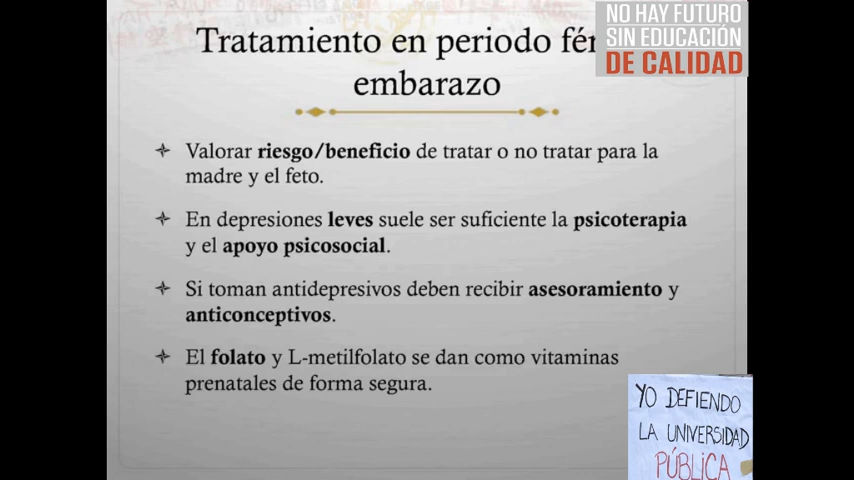 Tratamiento en periodo
embarazo
NO HAY FUTURO
SIN EDUCACIÓN
DE CALIDAD
Valorar riesgo/beneficio de tratar o no tratar para la
madre y el feto.
En depresiones leves suele ser suficiente la psicoterapia
y el apoyo psicosocial.
Si toman antidepresivos deben recibir asesoramiento y
anticonceptivos.
El folato y L-metilfolato se dan como vitaminas
prenatales de forma segura.
YO DEFIENDO
LA UNIVERSIDAD
PÚBLICA